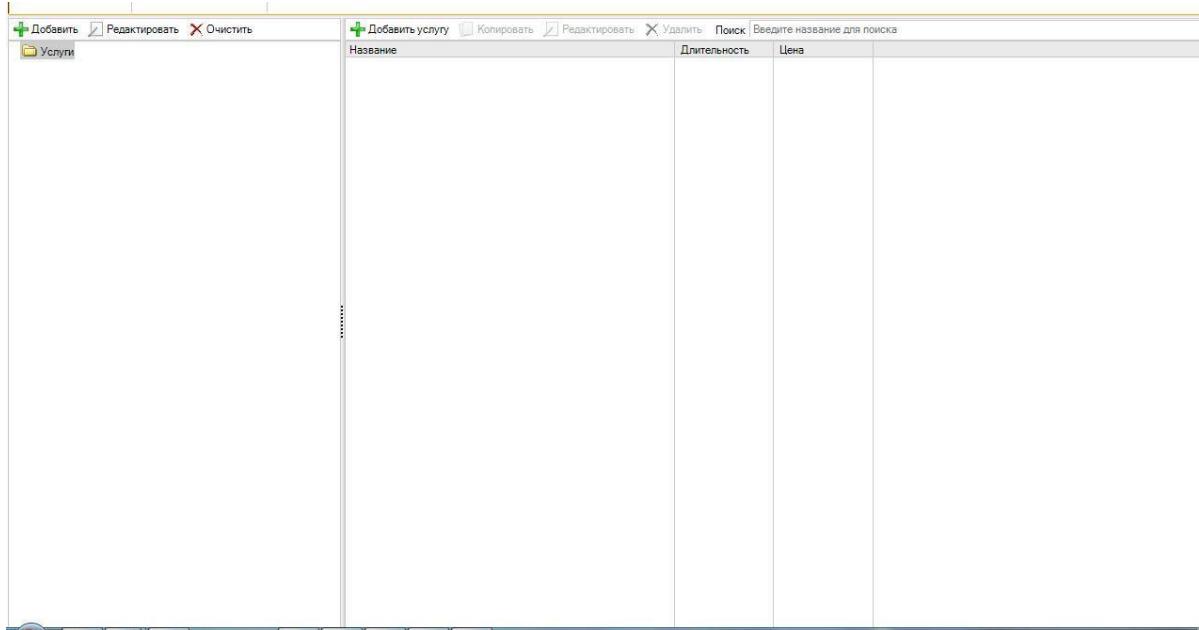 Добавить Редактировать Очистить
Добавить услугу Копировать Редактировать Удалить Поиск Введите название для поиска
Услуги
Название Длительность Цена